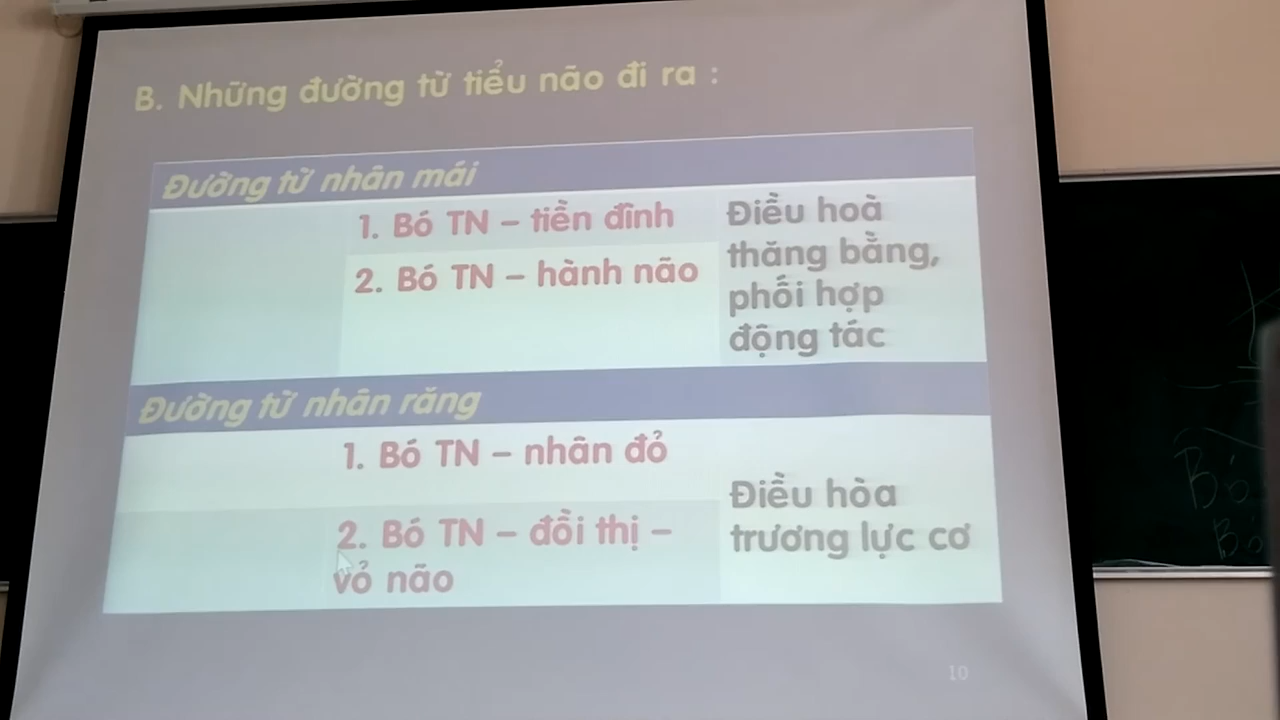 B. Những đường từ tiểu não đi ra :
Đường từ nhân mái
1. Bó TN – tiền đình
2. Bó TN – hành não
Điều hoà
thăng bằng,
phối hợp
động tác
Đường từ nhân răng
1. Bó TN – nhân đỏ
2. Bó TN – đồi thị –
vỏ não
Điều hòa
trương lực cơ
10
Bó
Bó